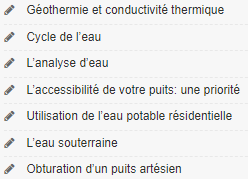 Géothermie et conductivité thermique
Cycle de l’eau
L’analyse d’eau
L’accessibilité de votre puits: une priorité
Utilisation de l’eau potable résidentielle
L’eau souterraine
Obturation d’un puits artésien